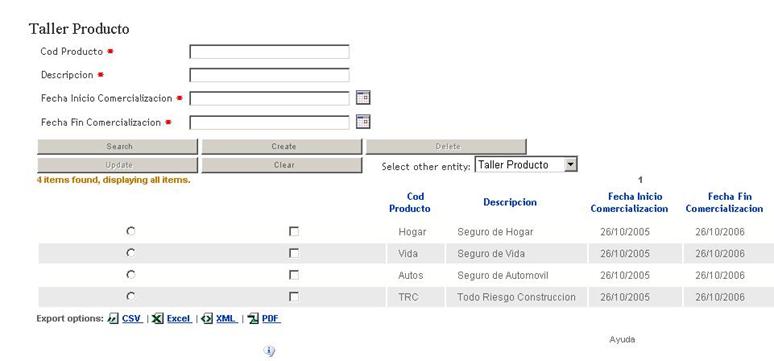 Taller Producto
Cod Producto *
Descripcion *
Fecha Inicio Comercializacion *
Fecha Fin Comercializacion *
Search Create Delete
Update Clear Select other entity: Taller Producto
4 items found, displaying all items. 1
Cod Producto Descripcion Fecha Inicio Comercializacion Fecha Fin Comercializacion
Hogar Seguro de Hogar 26/10/2005 26/10/2006
Vida Seguro de Vida 26/10/2005 26/10/2006
Autos Seguro de Automovil 26/10/2005 26/10/2006
TRC Todo Riesgo Construccion 26/10/2005 26/10/2006
Export options: CSV | Excel | XML | PDF
Ayuda